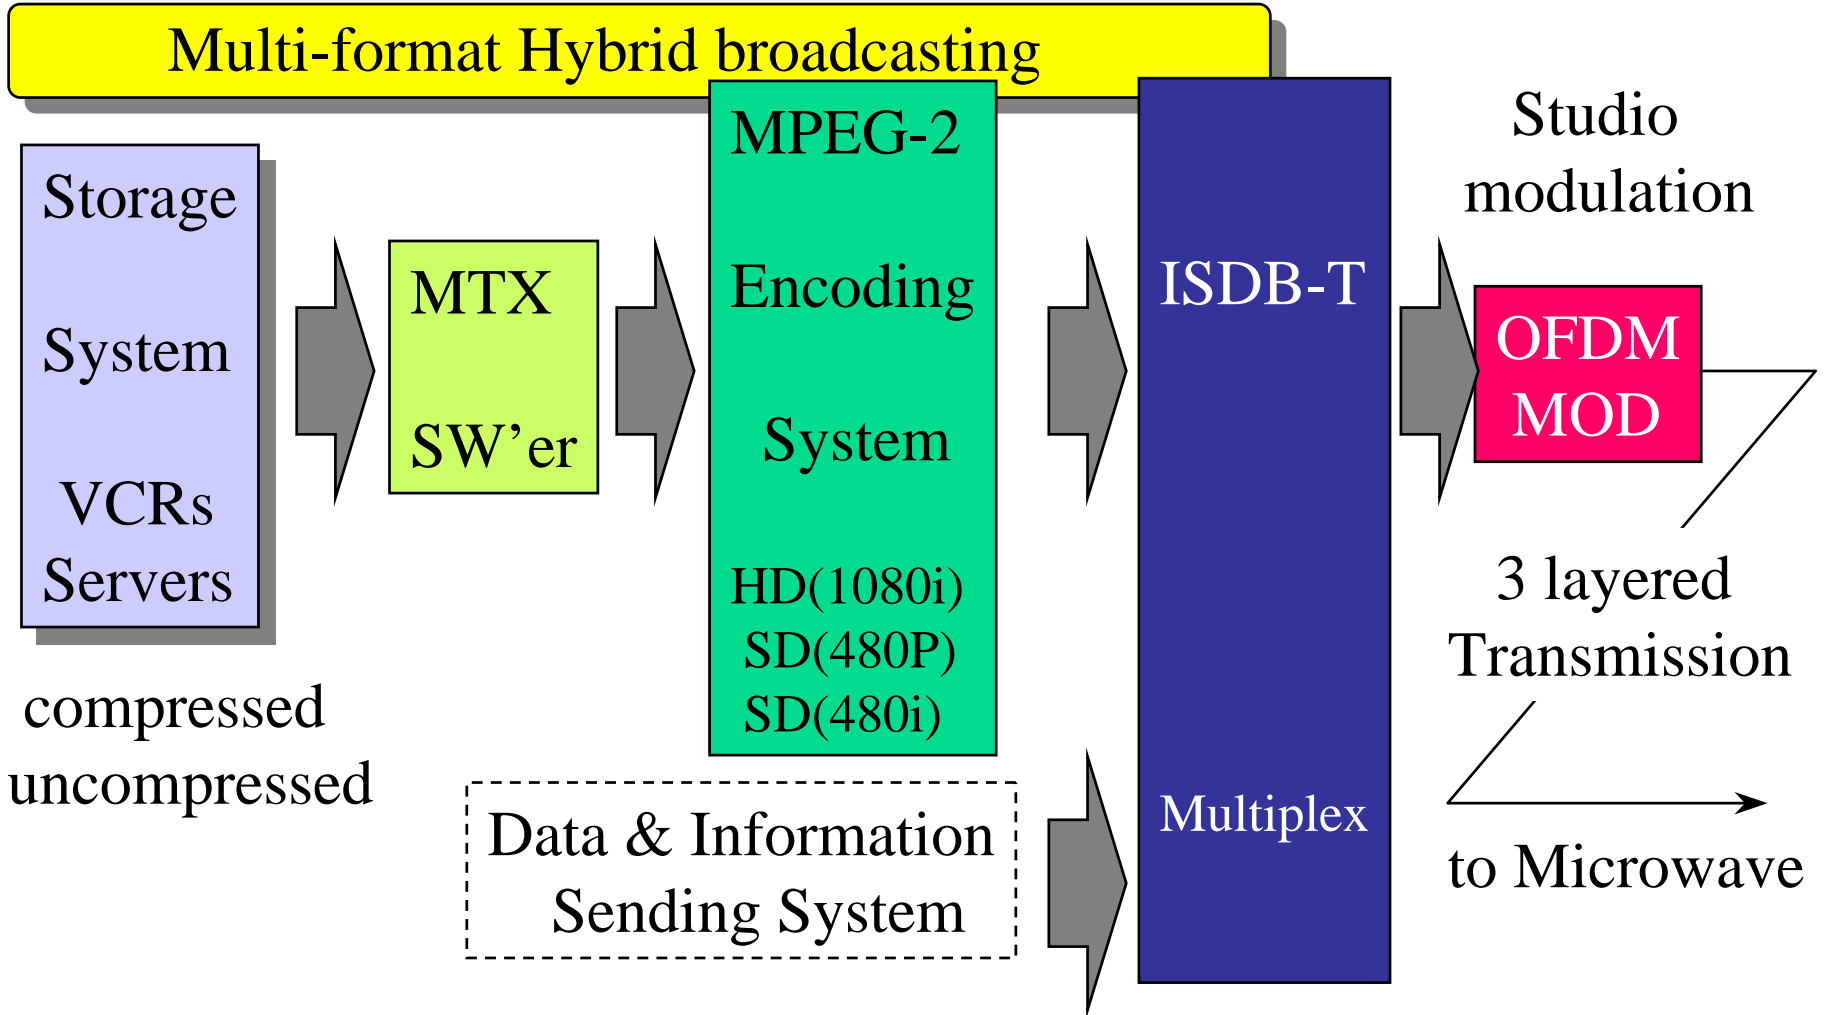 Multi-format Hybrid broadcasting
Storage
System
VCRs
Servers
compressed
uncompressed
MTX
SW’er
MPEG-2
Encoding
System
HD(1080i)
SD(480P)
SD(480i)
Data & Information
Sending System
ISDB-T
Multiplex
Studio
modulation
OFDM
MOD
3 layered
Transmission
to Microwave